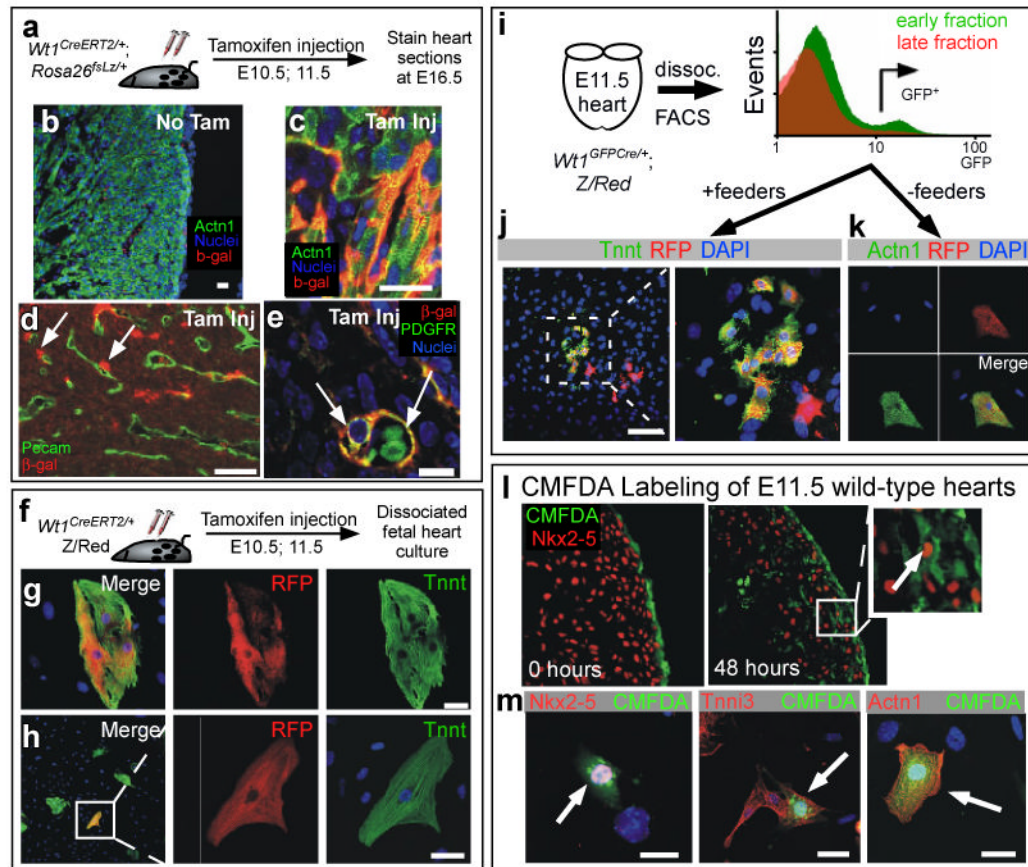 a
Wt1CreERT2/+;
Rosa26fsLz/+
Tamoxifen injection
E10.5; 11.5
Stain heart
sections
at E16.5
b
No Tam
Actn1
Nuclei
b-gal
c
Tam Inj
Actn1
Nuclei
b-gal
d
Tam Inj
Pecam
β-gal
e
Tam Inj
β-gal
PDGFR
Nuclei
f
Wt1CreERT2/+
Z/Red
Tamoxifen injection
E10.5; 11.5
Dissociated
fetal heart
culture
g
Merge
RFP
Tnnt
h
Merge
RFP
Tnnt
i
E11.5
heart
dissoc.
FACS
Wt1GFPCre/+;
Z/Red
early fraction
late fraction
Events
GFP+
1
10
100
GFP
+feeders
-feeders
j
Tnnt RFP DAPI
k
Actn1 RFP DAPI
Merge
l CMFDA Labeling of E11.5 wild-type hearts
CMFDA
Nkx2-5
0 hours
48 hours
m
Nkx2-5 CMFDA
Tnni3 CMFDA
Actn1 CMFDA